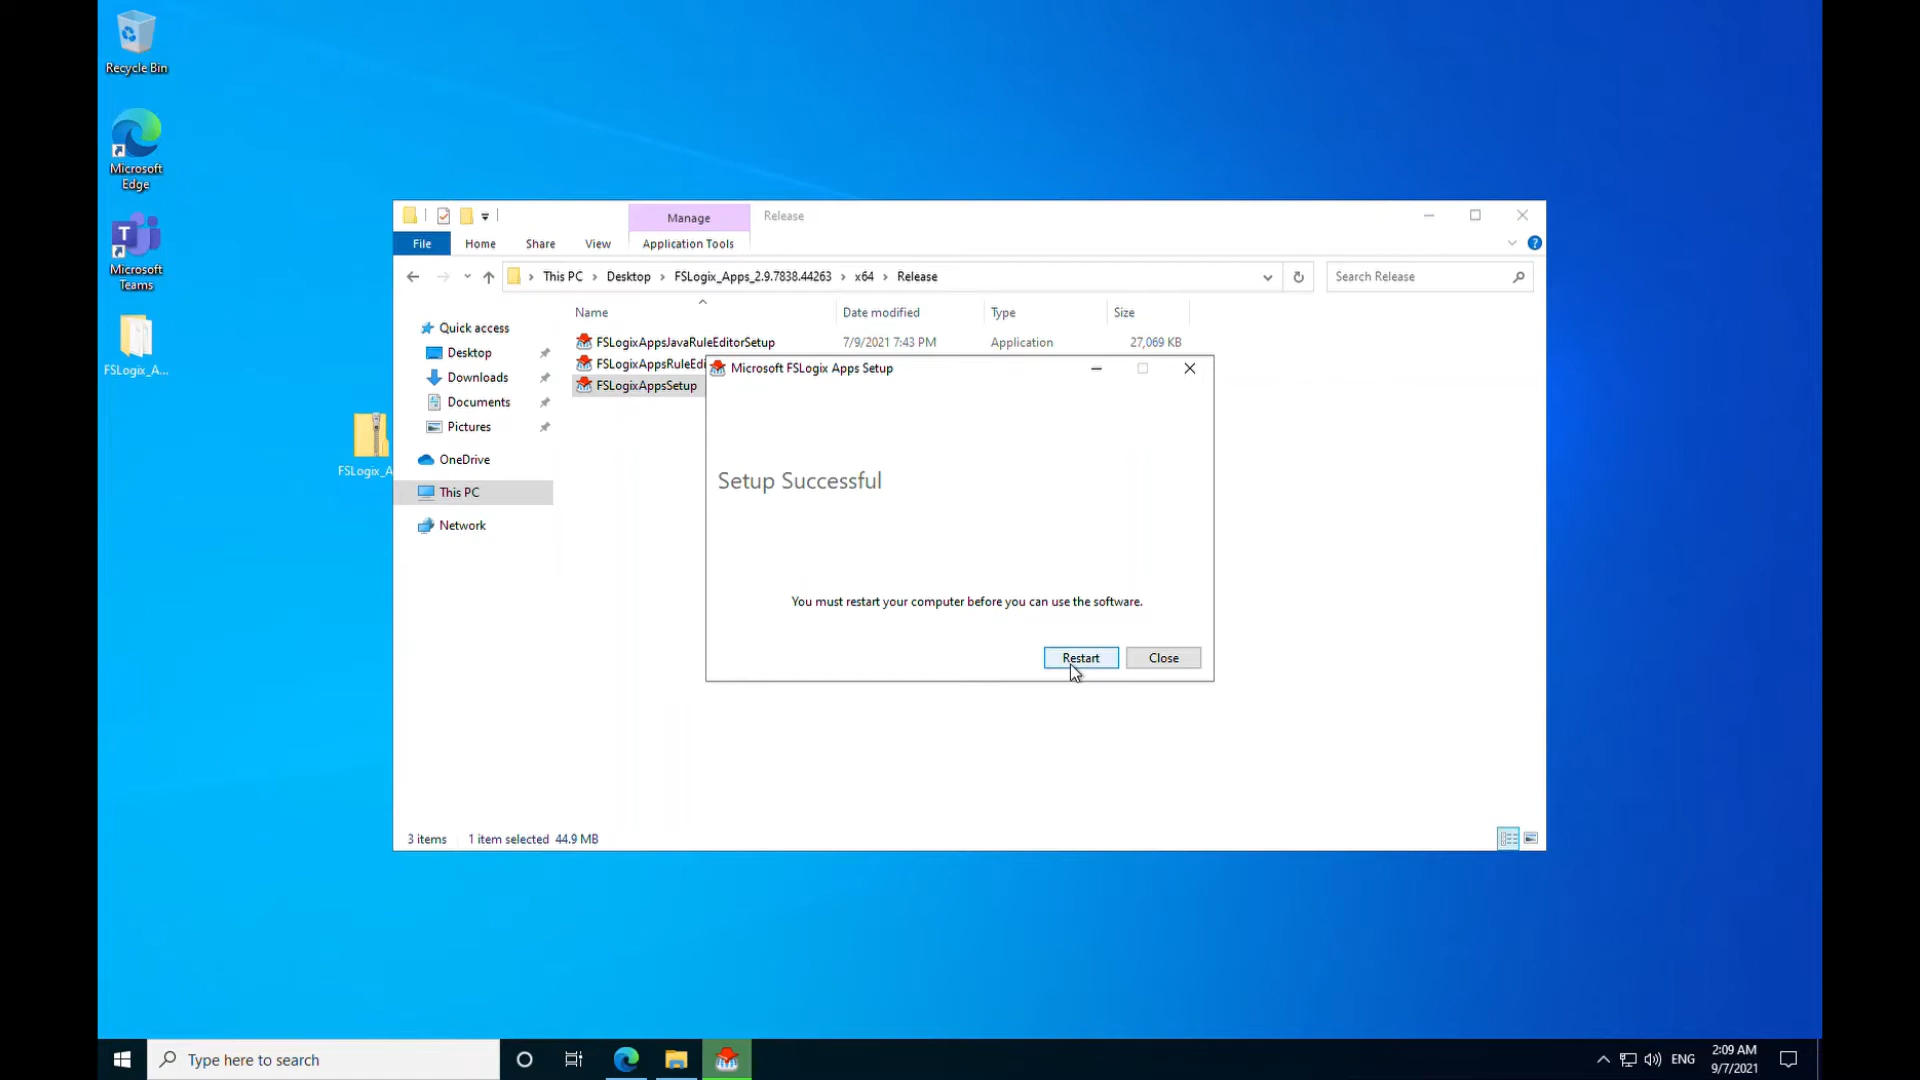 Recycle Bin
Microsoft
Edge
T
Microsoft
Teams
FSLogix_A...
FSLogix_A
Manage
Release
File
Home
Share
View
Application Tools
?
This PC
Desktop
FSLogix_Apps_2.9.7838.44263
x64
Release
Search Release
Name
Date modified
Type
Size
Quick access
Desktop
Downloads
Documents
Pictures
OneDrive
This PC
Network
FSLogixAppsJavaRuleEditorSetup
7/9/2021 7:43 PM
Application
27,069 KB
FSLogixAppsRuleEdi
FSLogixAppsSetup
Microsoft FSLogix Apps Setup
Setup Successful
You must restart your computer before you can use the software.
Restart
Close
3 items
1 item selected 44.9 MB
Type here to search
ENG
2:09 AM
9/7/2021